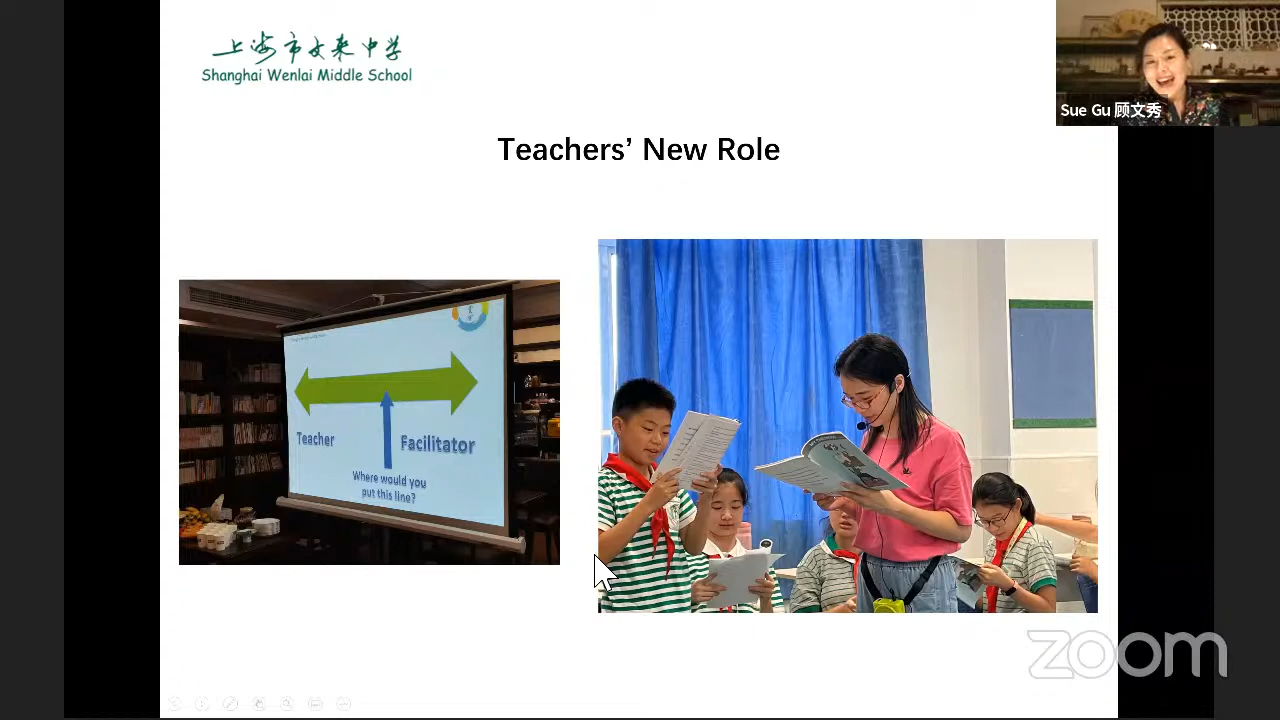 上海市文来中学
Shanghai Wenlai Middle School
Sue Gu 顾文秀
Teachers’ New Role
Teacher
Facilitator
Where would you
put this line?
zoom